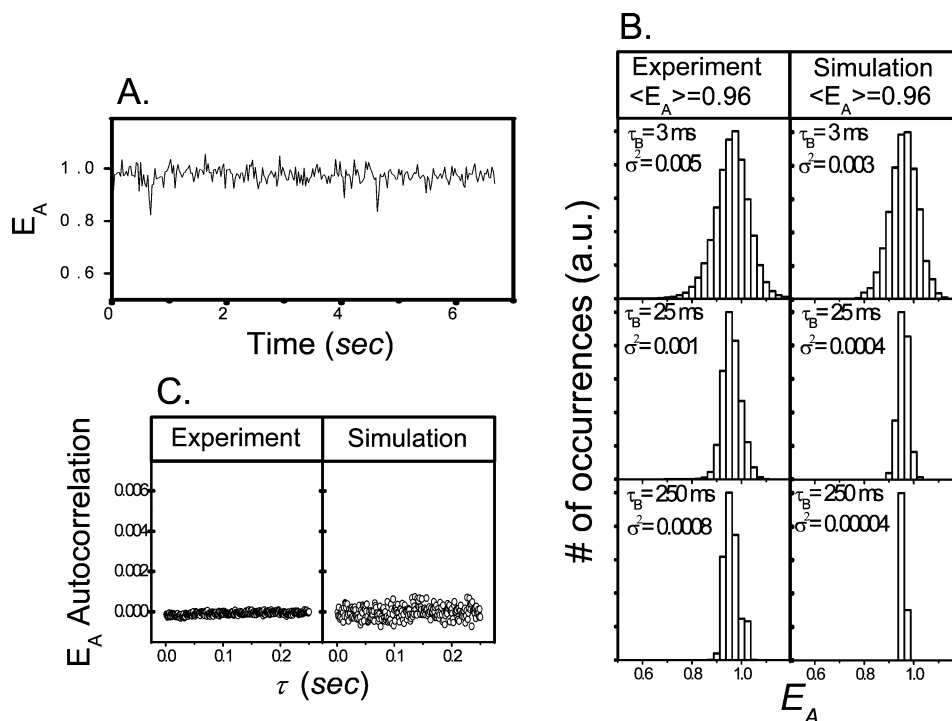 A.
E_A
1.0
0.8
0.6
0 2 4 6
Time (sec)
B.
Experiment
<E_A>=0.96
Simulation
<E_A>=0.96
# of occurrences (a.u.)
τ_B=3 ms
σ²=0.005
τ_B=3 ms
σ²=0.003
τ_B=25 ms
σ²=0.001
τ_B=25 ms
σ²=0.0004
τ_B=250 ms
σ²=0.0008
τ_B=250 ms
σ²=0.00004
0.6 0.8 1.0 0.6 0.8 1.0
E_A
C.
Experiment Simulation
E_A Autocorrelation
0.006
0.004
0.002
0.000
0.0 0.1 0.2 0.0 0.1 0.2
τ (sec)